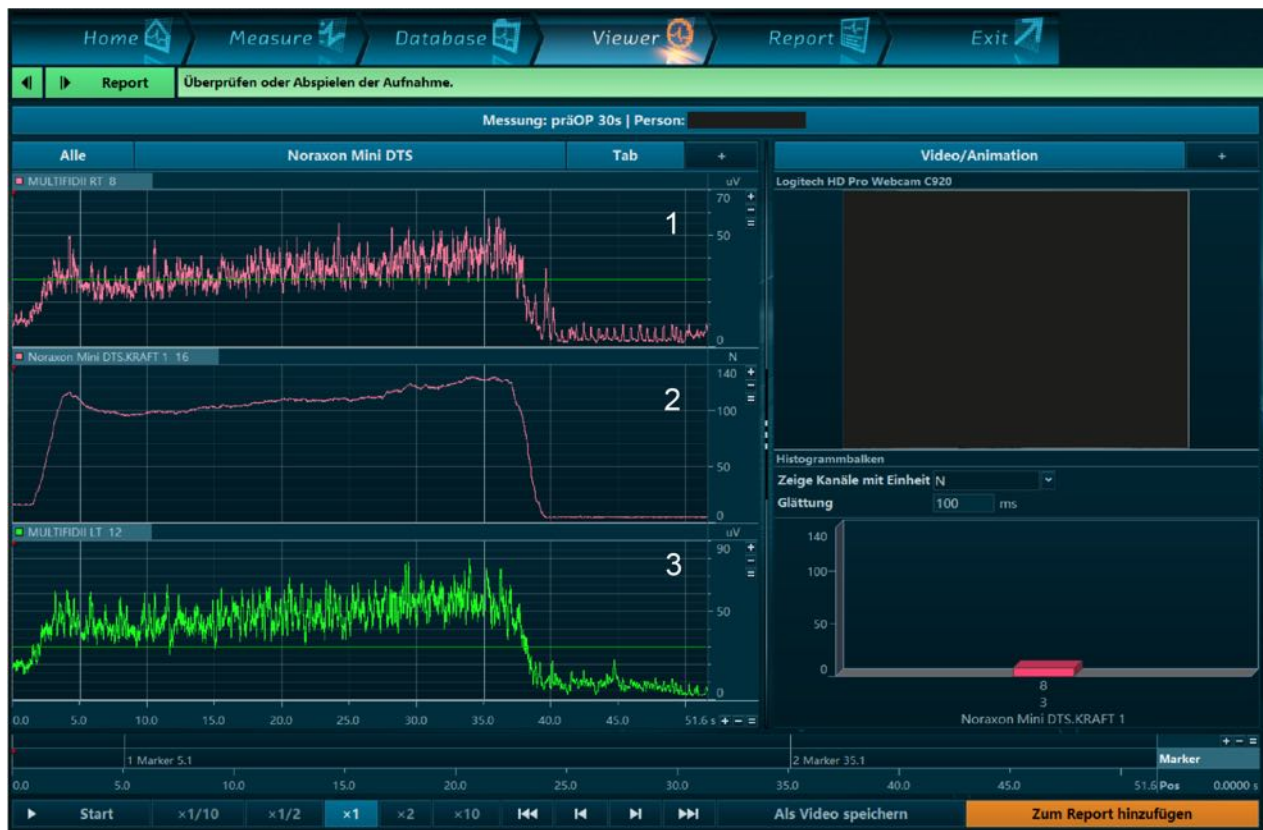 Home Measure Database Viewer Report Exit
Report Überprüfen oder Abspielen der Aufnahme.
Messung: präOP 30s | Person:
Alle Noraxon Mini DTS Tab +
Video/Animation +
MULTIFIDII RT 8 uV
Logitech HD Pro Webcam C920
70 + − =
1
50
0
Noraxon Mini DTS.KRAFT 1 16 N
140 + − =
2
100
50
0
MULTIFIDII LT 12 uV
90 + − =
3
50
0
0.0 5.0 10.0 15.0 20.0 25.0 30.0 35.0 40.0 45.0 51.6 s + − =
Histogrammbalken
Zeige Kanäle mit Einheit N
Glättung 100 ms
140
100
50
0
8
3
Noraxon Mini DTS.KRAFT 1
+ − =
1 Marker 5.1 2 Marker 35.1 Marker
0.0 5.0 10.0 15.0 20.0 25.0 30.0 35.0 40.0 45.0 51.6 Pos 0.0000 s
Start ×1/10 ×1/2 ×1 ×2 ×10 Als Video speichern Zum Report hinzufügen